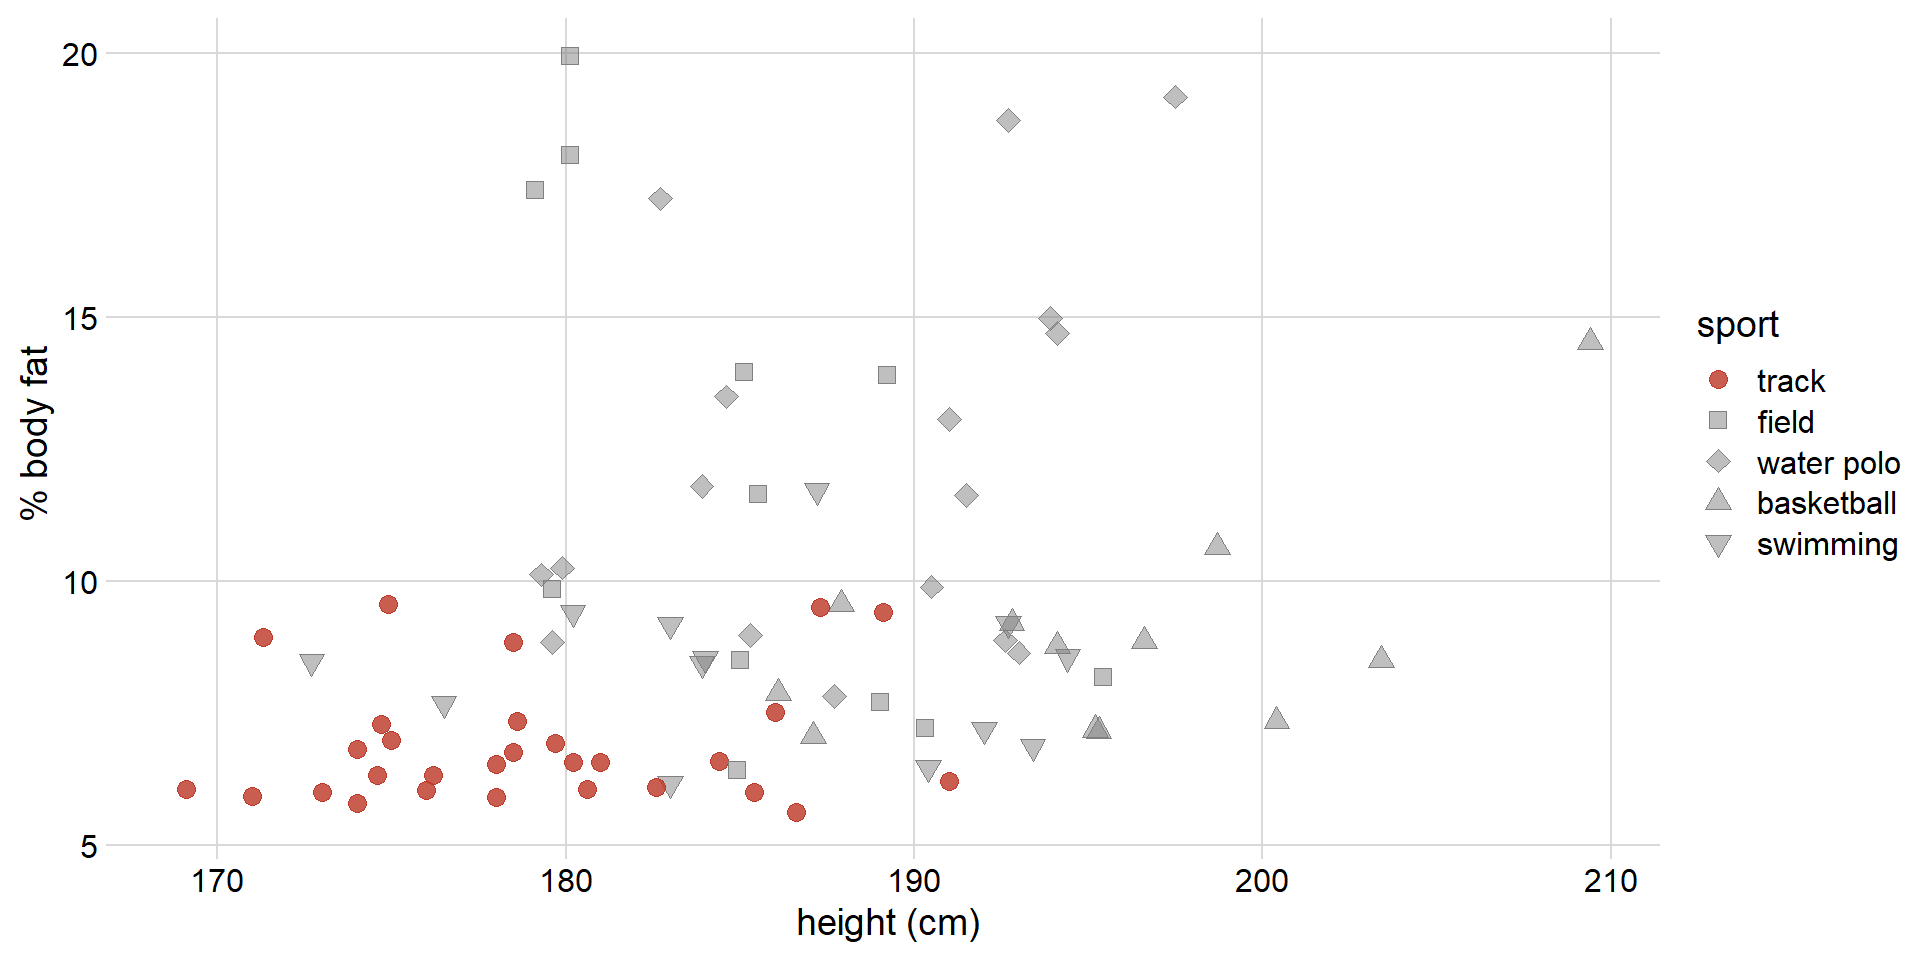 20
15
10
5
% body fat
170 180 190 200 210
height (cm)
sport
track
field
water polo
basketball
swimming